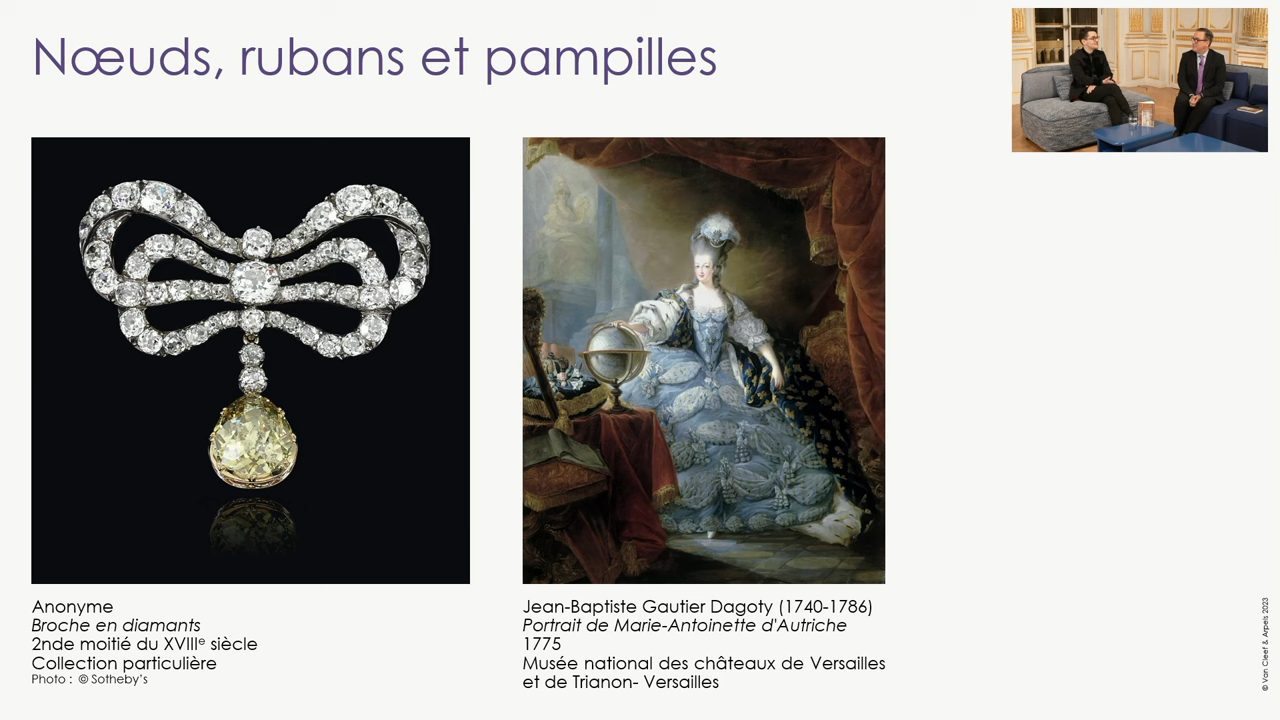 Nœuds, rubans et pampilles
Anonyme
Broche en diamants
2nde moitié du XVIIIᵉ siècle
Collection particulière
Photo : © Sotheby's
Jean-Baptiste Gautier Dagoty (1740-1786)
Portrait de Marie-Antoinette d'Autriche
1775
Musée national des châteaux de Versailles
et de Trianon- Versailles
© Van Cleef & Arpels 2023